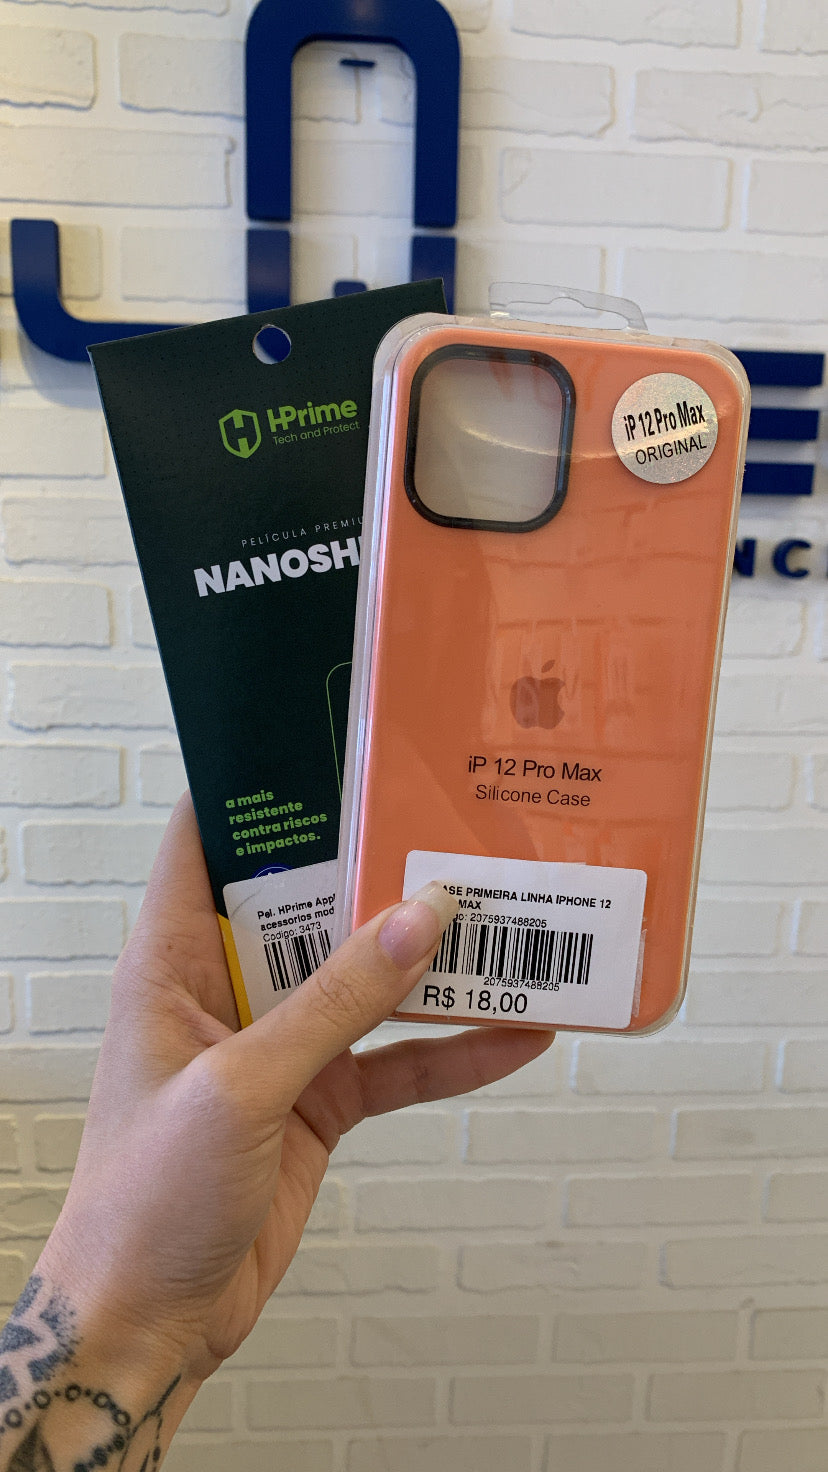 HPrime
Tech and Protect
PELÍCULA PREMIU
NANOSH
a mais
resistente
contra riscos
e impactos.
Pel. HPrime Appl
acessorios mod
Codigo: 3473
iP 12 Pro Max
ORIGINAL
iP 12 Pro Max
Silicone Case
ASE PRIMEIRA LINHA IPHONE 12
MAX
go: 2075937488205
2075937488205
R$ 18,00
NC